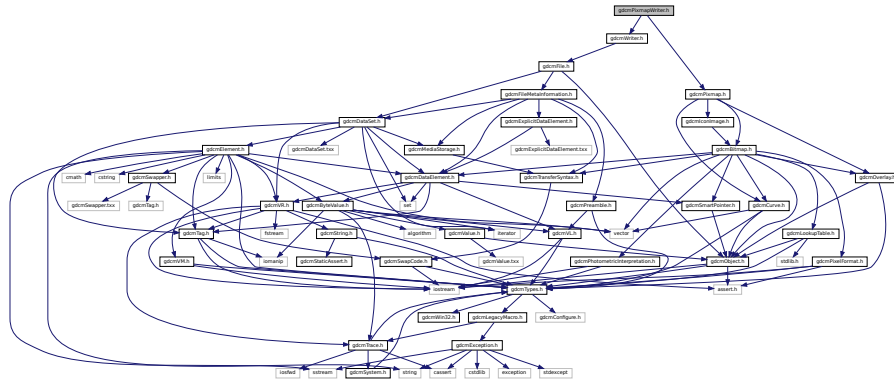 gdcmPixmapWriter.h
gdcmWriter.h
gdcmFile.h
gdcmFileMetaInformation.h
gdcmPixmap.h
gdcmDataSet.h
gdcmExplicitDataElement.h
gdcmIconImage.h
gdcmElement.h
gdcmDataSet.txx
gdcmMediaStorage.h
gdcmExplicitDataElement.txx
gdcmBitmap.h
cmath
cstring
gdcmSwapper.h
limits
gdcmDataElement.h
gdcmTransferSyntax.h
gdcmOverlay.h
gdcmSwapper.txx
gdcmTag.h
gdcmVR.h
gdcmByteValue.h
set
gdcmPreamble.h
gdcmSmartPointer.h
gdcmCurve.h
gdcmTag.h
fstream
gdcmString.h
algorithm
gdcmValue.h
iterator
gdcmVL.h
vector
gdcmLookupTable.h
gdcmVM.h
iomanip
gdcmStaticAssert.h
gdcmSwapCode.h
gdcmValue.txx
gdcmPhotometricInterpretation.h
gdcmObject.h
stdlib.h
gdcmPixelFormat.h
iostream
gdcmTypes.h
assert.h
gdcmWin32.h
gdcmLegacyMacro.h
gdcmConfigure.h
gdcmTrace.h
gdcmException.h
iosfwd
sstream
gdcmSystem.h
string
cassert
cstdlib
exception
stdexcept